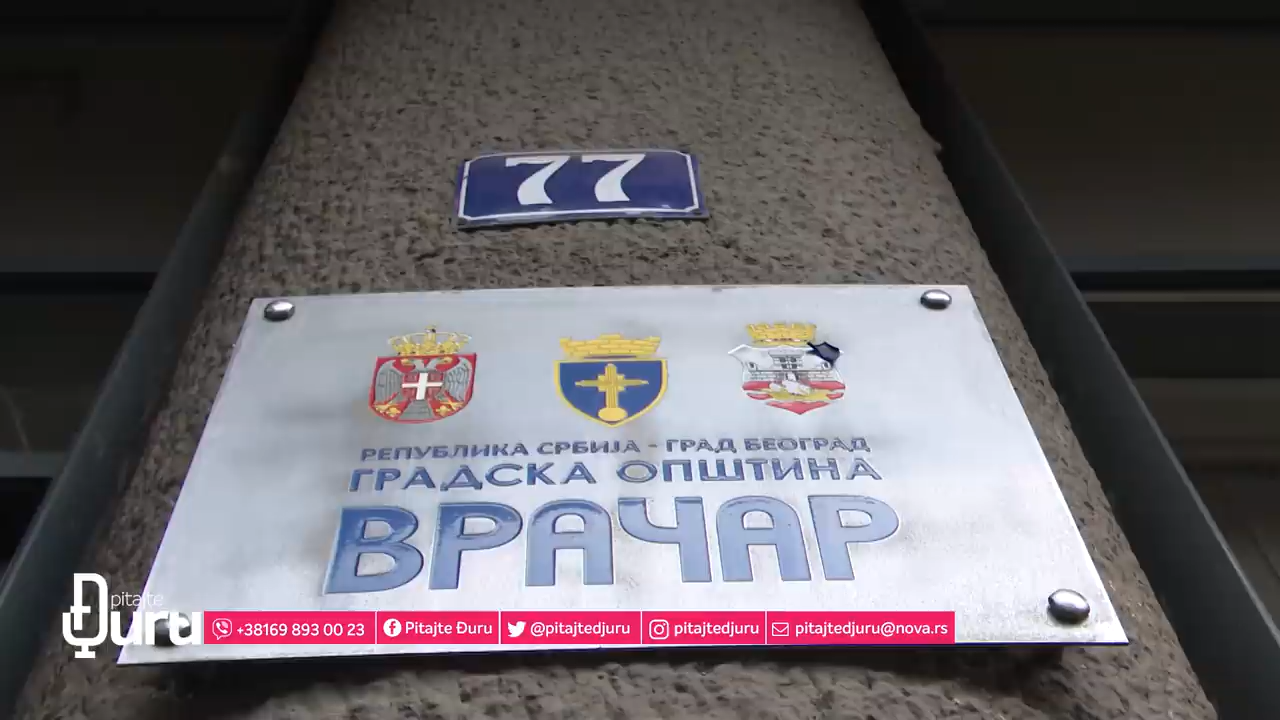 77
РЕПУБЛИКА СРБИЈА - ГРАД БЕОГРАД
ГРАДСКА ОПШТИНА
ВРАЧАР
pitajte
Đuru
+38169 893 00 23 Pitajte Đuru @pitajtedjuru pitajtedjuru pitajtedjuru@nova.rs